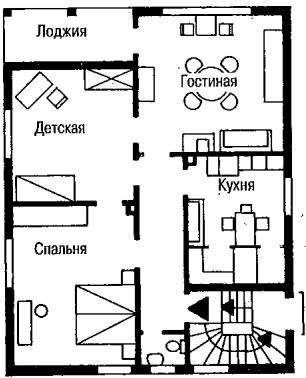 Лоджия
Гостиная
Детская
Кухня
Спальня